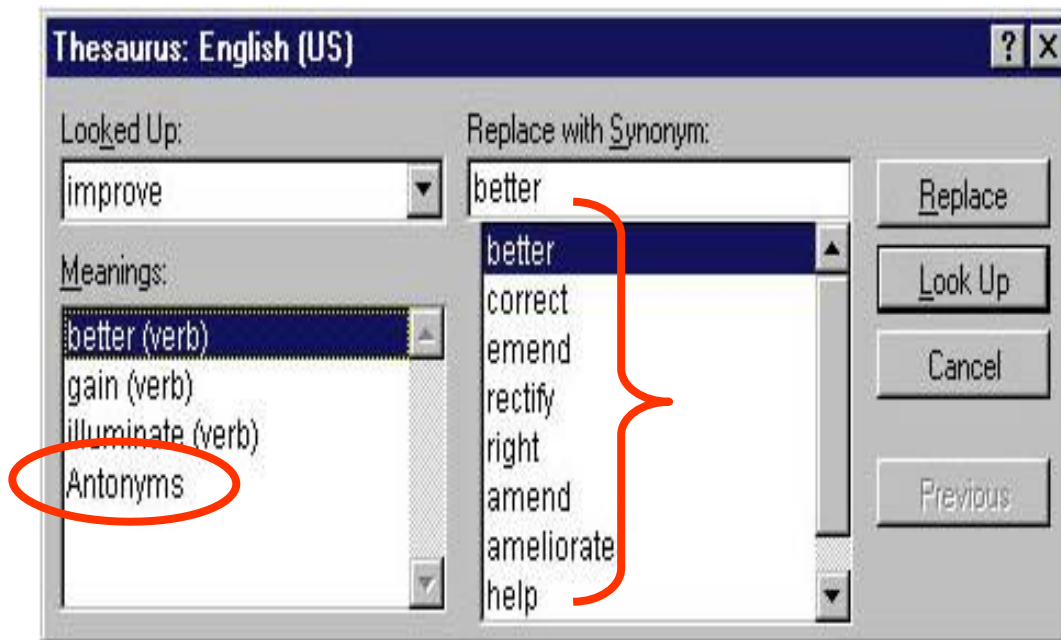 Thesaurus: English (US)
Looked Up:
improve
Meanings:
better (verb)
gain (verb)
illuminate (verb)
Antonyms
Replace with Synonym:
better
better
correct
emend
rectify
right
amend
ameliorate
help
Replace
Look Up
Cancel
Previous